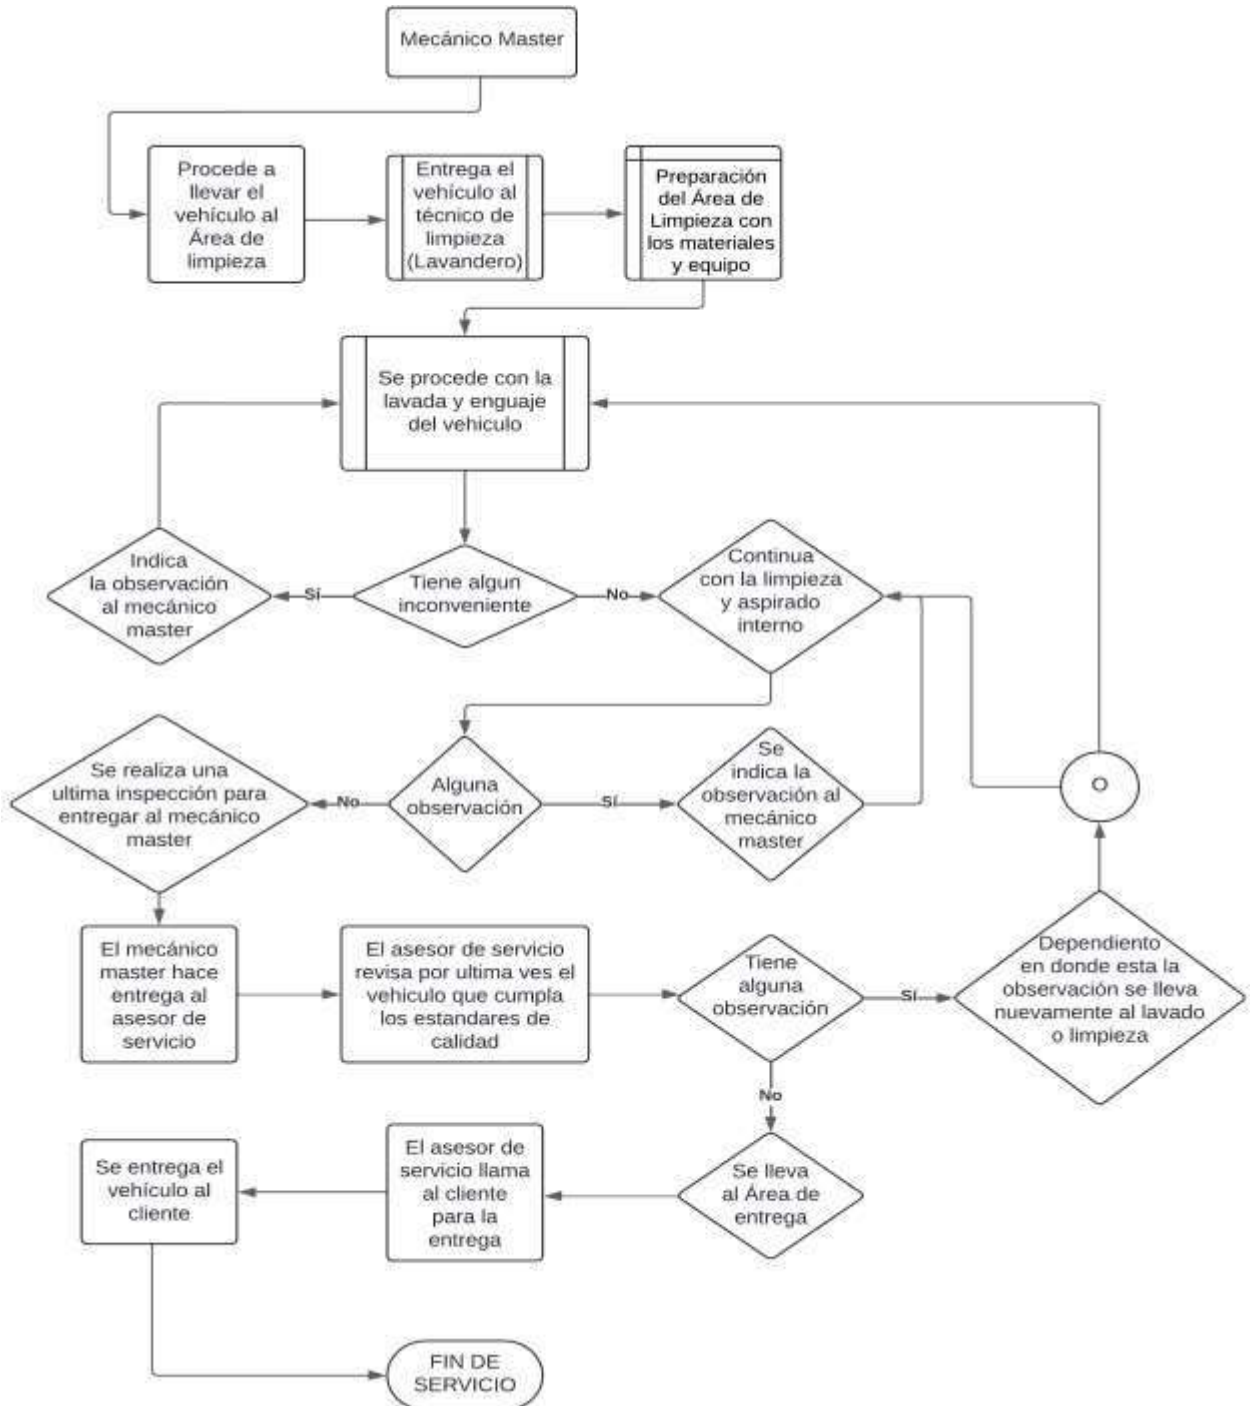 Mecánico Master
Procede a
llevar el
vehículo al
Área de
limpieza
Entrega el
vehículo al
técnico de
limpieza
(Lavandero)
Preparación
del Área de
Limpieza con
los materiales
y equipo
Se procede con la
lavada y enguaje
del vehiculo
Indica
la observación
al mecánico
master
Sí
Tiene algun
inconveniente
No
Continua
con la limpieza
y aspirado
interno
Se realiza una
ultima inspección para
entregar al mecánico
master
No
Alguna
observación
Sí
Se
indica la
observación al
mecánico
master
O
El mecánico
master hace
entrega al
asesor de
servicio
El asesor de servicio
revisa por ultima ves el
vehículo que cumpla
los estandares de
calidad
Tiene
alguna
observación
Sí
Dependiento
en donde esta la
observación se lleva
nuevamente al lavado
o limpieza
No
Se lleva
al Área de
entrega
El asesor de
servicio llama
al cliente
para la
entrega
Se entrega el
vehículo al
cliente
FIN DE
SERVICIO